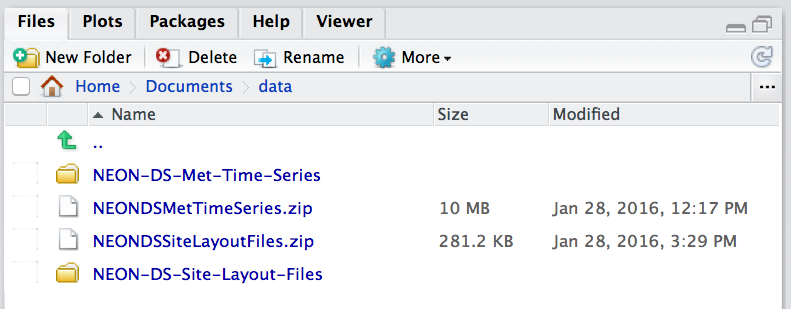 Files Plots Packages Help Viewer
New Folder Delete Rename More
Home Documents data ...
Name Size Modified
..
NEON-DS-Met-Time-Series
NEONDSMetTimeSeries.zip 10 MB Jan 28, 2016, 12:17 PM
NEONDSSiteLayoutFiles.zip 281.2 KB Jan 28, 2016, 3:29 PM
NEON-DS-Site-Layout-Files